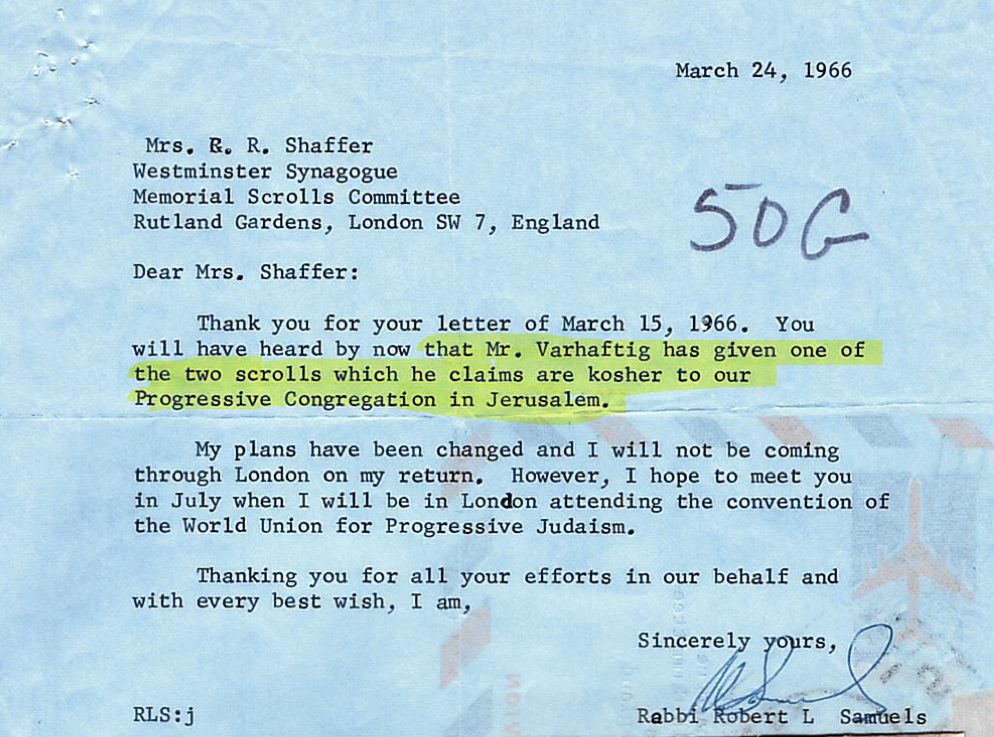 March 24, 1966
Mrs. R. R. Shaffer
Westminster Synagogue
Memorial Scrolls Committee
Rutland Gardens, London SW 7, England
50G
Dear Mrs. Shaffer:
Thank you for your letter of March 15, 1966. You
will have heard by now that Mr. Varhaftig has given one of
the two scrolls which he claims are kosher to our
Progressive Congregation in Jerusalem.
My plans have been changed and I will not be coming
through London on my return. However, I hope to meet you
in July when I will be in London attending the convention of
the World Union for Progressive Judaism.
Thanking you for all your efforts in our behalf and
with every best wish, I am,
Sincerely yours,
RLS:j
Rabbi Robert L Samuels